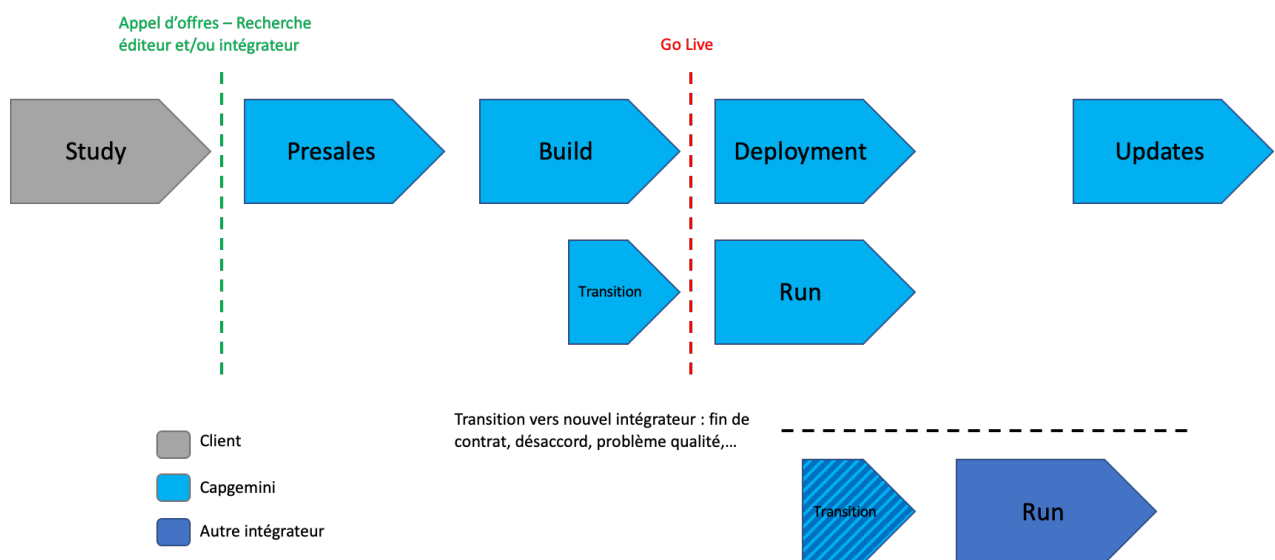 Appel d’offres – Recherche
éditeur et/ou intégrateur
Go Live
Study
Presales
Build
Deployment
Updates
Transition
Run
Transition vers nouvel intégrateur : fin de
contrat, désaccord, problème qualité,…
Client
Capgemini
Autre intégrateur
Transition
Run